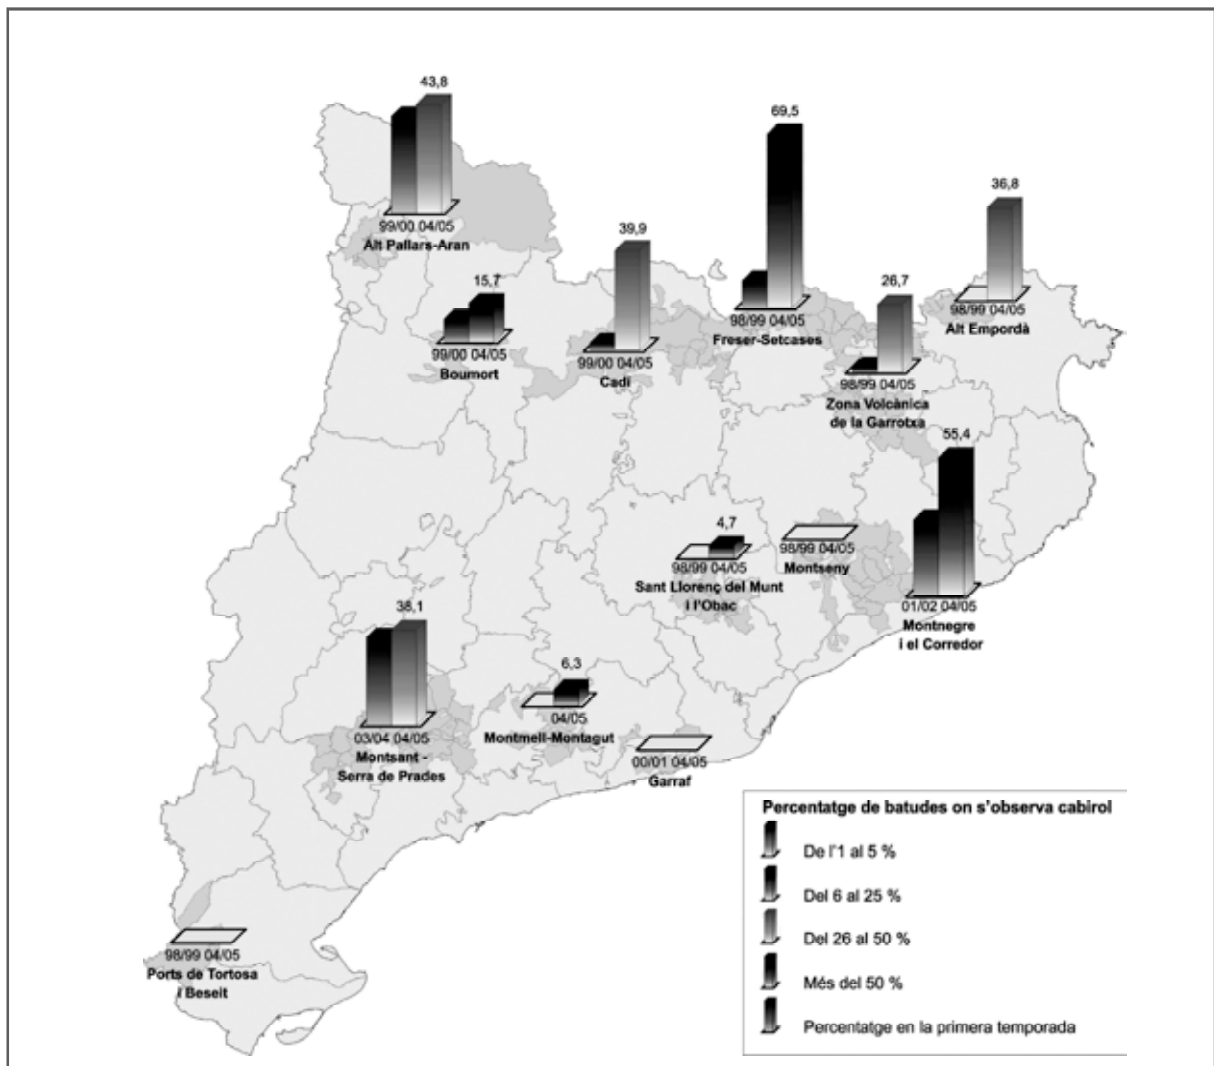 43,8
99/00 04/05
Alt Pallars-Aran
15,7
99/00 04/05
Boumort
39,9
99/00 04/05
Cadí
69,5
98/99 04/05
Freser-Setcases
26,7
98/99 04/05
Zona Volcànica
de la Garrotxa
36,8
98/99 04/05
Alt Empordà
55,4
01/02 04/05
Montnegre
i el Corredor
4,7
98/99 04/05
Sant Llorenç del Munt
i l'Obac
98/99 04/05
Montseny
38,1
03/04 04/05
Montsant -
Serra de Prades
6,3
04/05
Montmell-Montagut
00/01 04/05
Garraf
98/99 04/05
Ports de Tortosa
i Beseit
Percentatge de batudes on s'observa cabirol
De l'1 al 5 %
Del 6 al 25 %
Del 26 al 50 %
Més del 50 %
Percentatge en la primera temporada